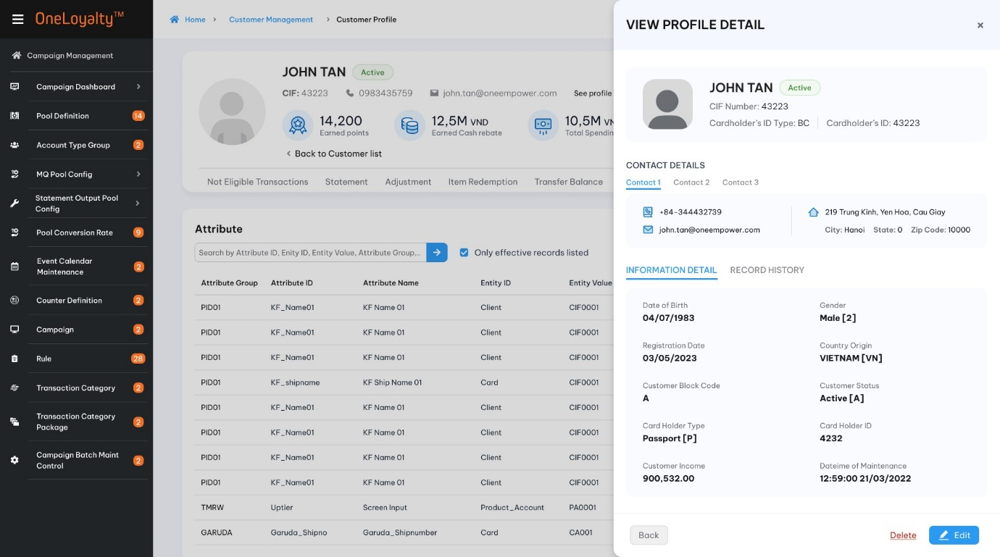 OneLoyalty™
Campaign Management
Campaign Dashboard
Pool Definition 14
Account Type Group 2
MQ Pool Config
Statement Output Pool
Config
Pool Conversion Rate 9
Event Calendar
Maintenance 2
Counter Definition 2
Campaign 2
Rule 28
Transaction Category 2
Transaction Category
Package 2
Campaign Batch Maint
Control 2
Home > Customer Management > Customer Profile
JOHN TAN Active
CIF: 43223 0983435759 john.tan@oneempower.com See profile
14,200 12,5M VND 10,5M VN
Earned points Earned Cash rebate Total Spendin
< Back to Customer list
Not Eligible Transactions Statement Adjustment Item Redemption Transfer Balance
Attribute
Search by Attribute ID, Enity ID, Entity Value, Attribute Group,... Only effective records listed
Attribute Group Attribute ID Attribute Name Entity ID Entity Value
PID01 KF_Name01 KF Name 01 Client CIF0001
PID01 KF_Name01 KF Name 01 Client CIF0001
PID01 KF_Name01 KF Name 01 Client CIF0001
PID01 KF_shipname KF Ship Name 01 Card CIF0001
PID01 KF_Name01 KF Name 01 Client CIF0001
PID01 KF_Name01 KF Name 01 Client CIF0001
PID01 KF_Name01 KF Name 01 Client CIF0001
PID01 KF_Name01 KF Name 01 Client CIF0001
TMRW Uptier Screen Input Product_Account PA0001
GARUDA Garuda_Shipno Garuda_Shipnumber Card CA001
VIEW PROFILE DETAIL ×
JOHN TAN Active
CIF Number: 43223
Cardholder's ID Type: BC Cardholder's ID: 43223
CONTACT DETAILS
Contact 1 Contact 2 Contact 3
+84-344432739 219 Trung Kinh, Yen Hoa, Cau Giay
john.tan@oneempower.com City: Hanoi State: 0 Zip Code: 10000
INFORMATION DETAIL RECORD HISTORY
Date of Birth Gender
04/07/1983 Male [2]
Registration Date Country Origin
03/05/2023 VIETNAM [VN]
Customer Block Code Customer Status
A Active [A]
Card Holder Type Card Holder ID
Passport [P] 4232
Customer Income Dateime of Maintenance
900,532.00 12:59:00 21/03/2022
Back Delete Edit